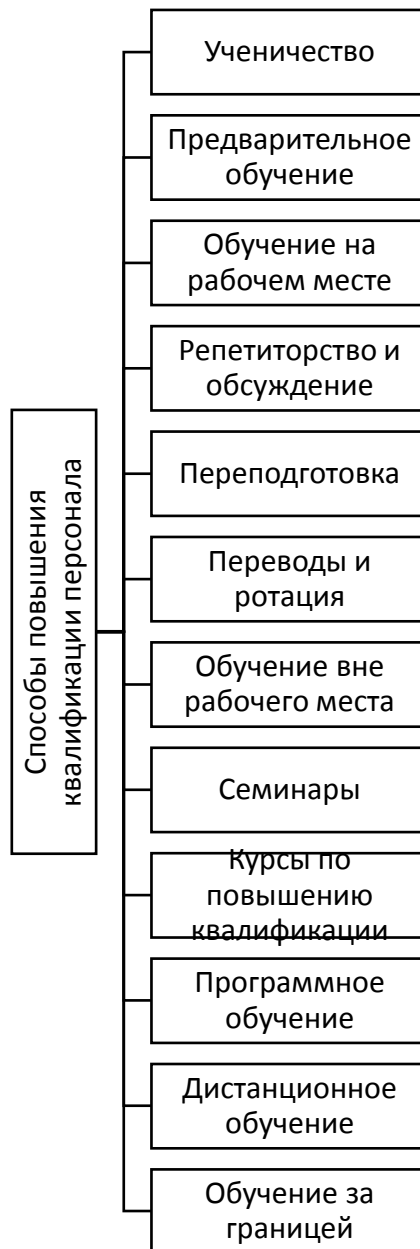 Способы повышения
квалификации персонала
Ученичество
Предварительное
обучение
Обучение на
рабочем месте
Репетиторство и
обсуждение
Переподготовка
Переводы и
ротация
Обучение вне
рабочего места
Семинары
Курсы по
повышению
квалификации
Программное
обучение
Дистанционное
обучение
Обучение за
границей